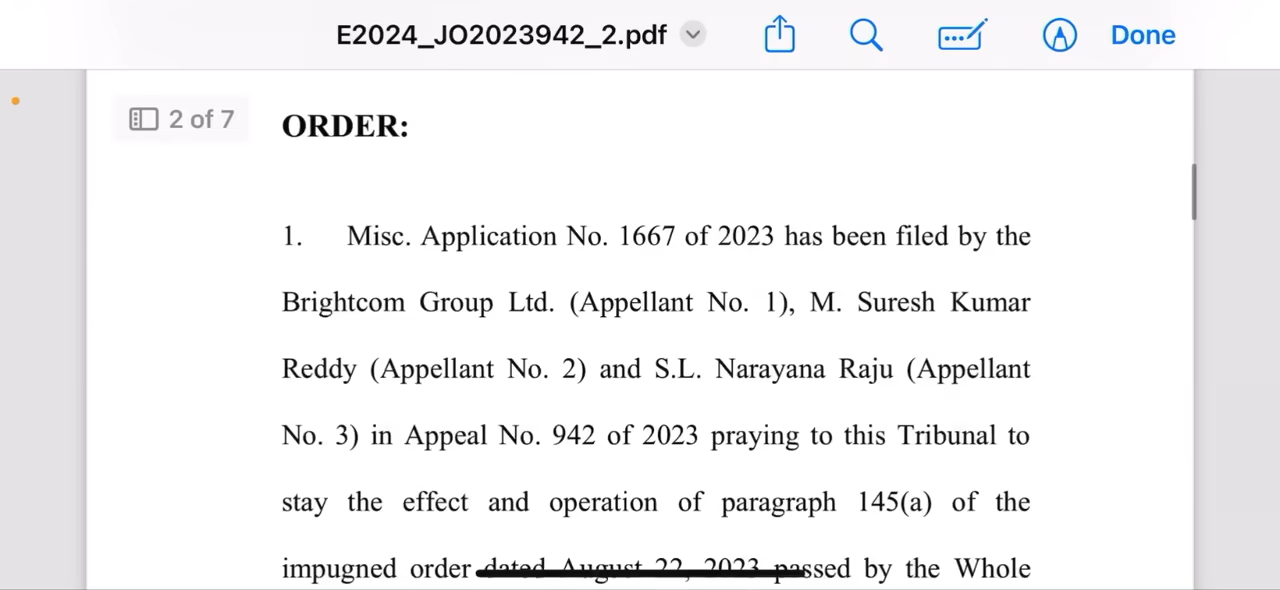 E2024_JO2023942_2.pdf
Done
2 of 7
ORDER:
1. Misc. Application No. 1667 of 2023 has been filed by the
Brightcom Group Ltd. (Appellant No. 1), M. Suresh Kumar
Reddy (Appellant No. 2) and S.L. Narayana Raju (Appellant
No. 3) in Appeal No. 942 of 2023 praying to this Tribunal to
stay the effect and operation of paragraph 145(a) of the
impugned order dated August 22, 2023 passed by the Whole